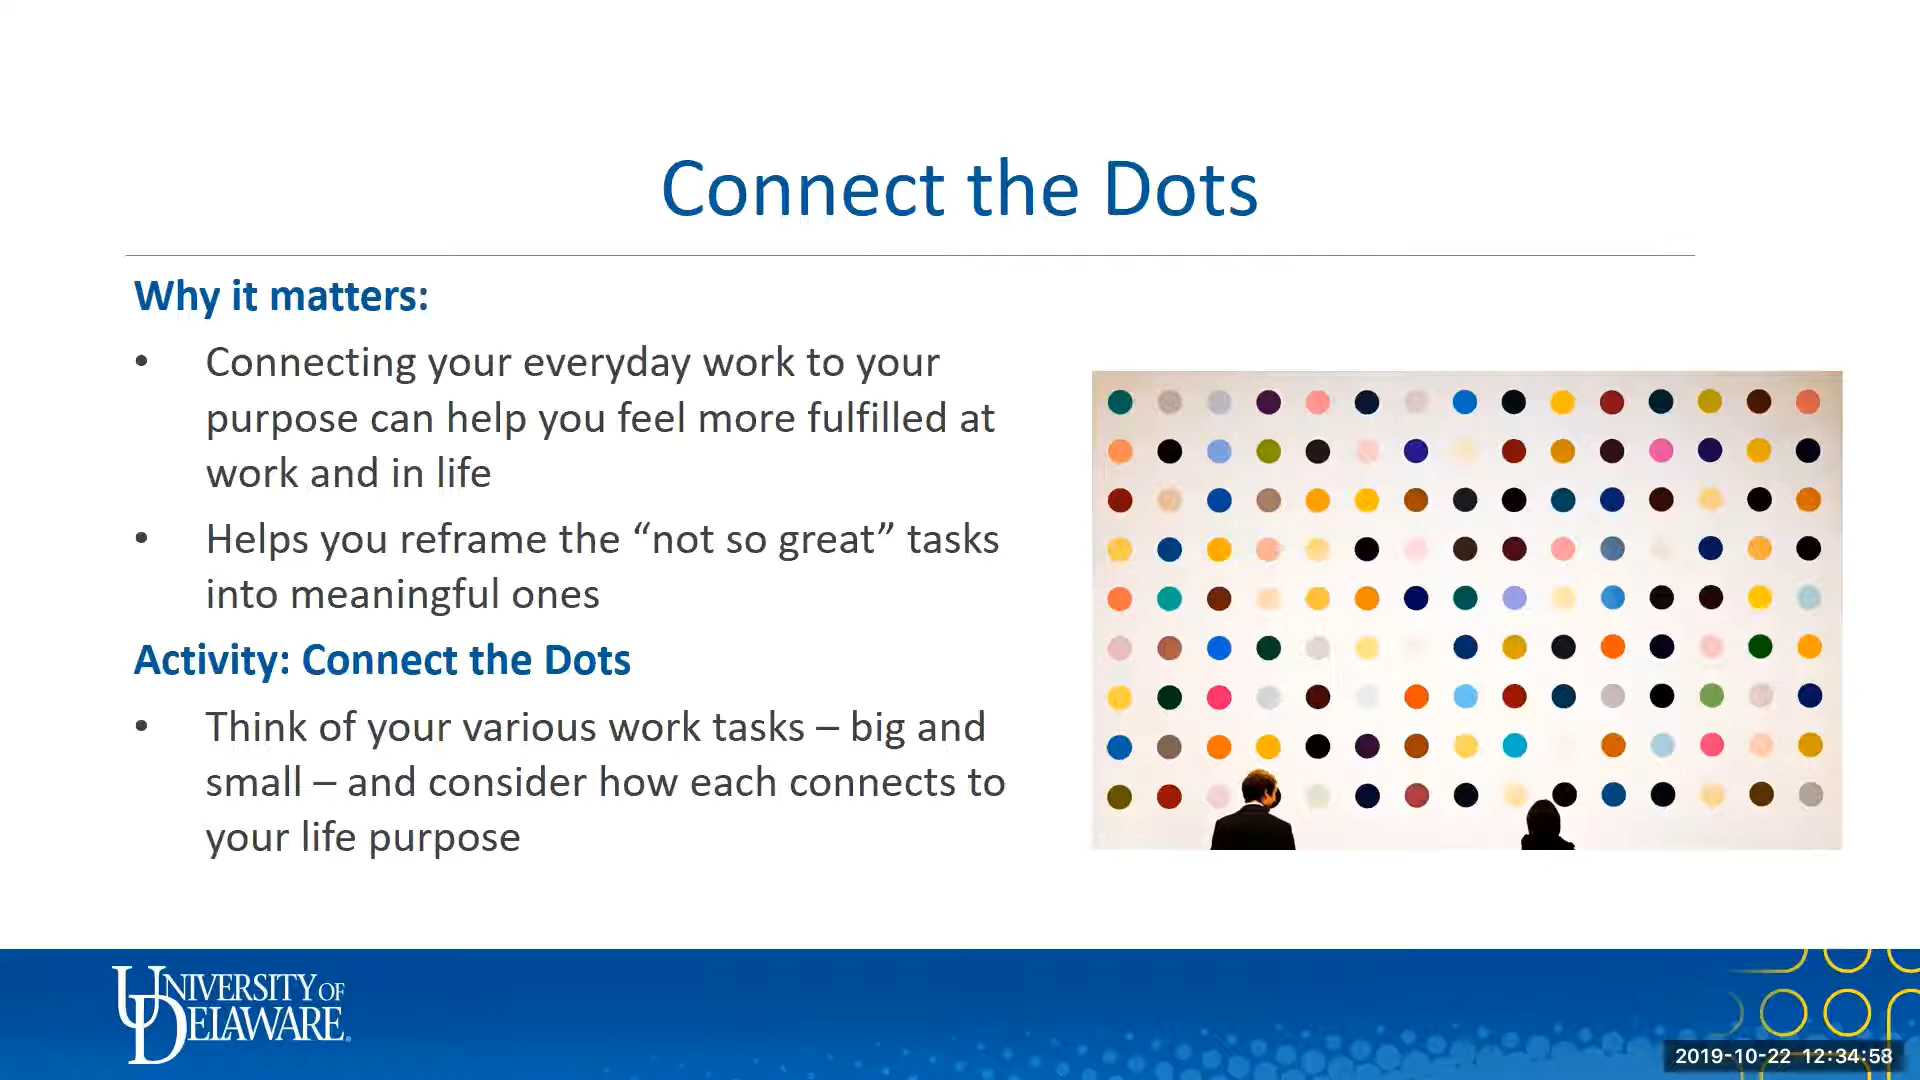 Connect the Dots
Why it matters:
• Connecting your everyday work to your
purpose can help you feel more fulfilled at
work and in life
• Helps you reframe the “not so great” tasks
into meaningful ones
Activity: Connect the Dots
• Think of your various work tasks – big and
small – and consider how each connects to
your life purpose
UNIVERSITY OF
DELAWARE®
2019-10-22 12:34:58